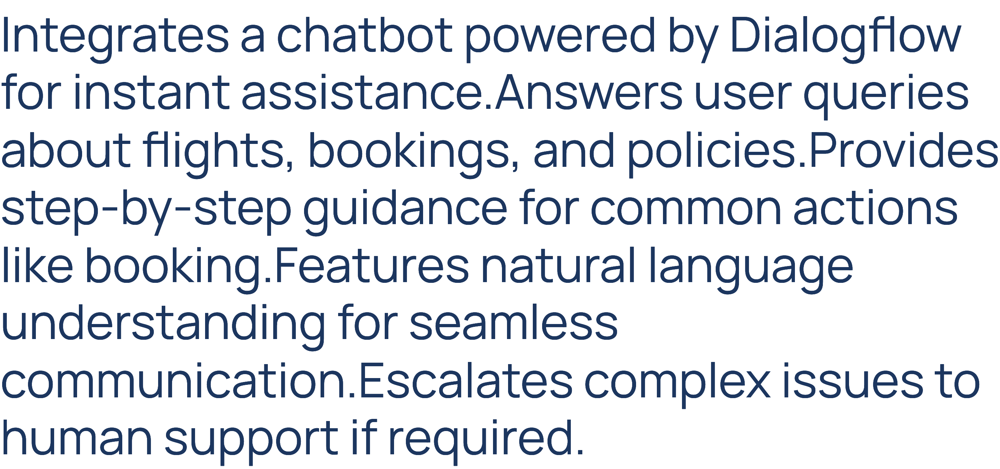 Integrates a chatbot powered by Dialogflow
for instant assistance.Answers user queries
about flights, bookings, and policies.Provides
step-by-step guidance for common actions
like booking.Features natural language
understanding for seamless
communication.Escalates complex issues to
human support if required.